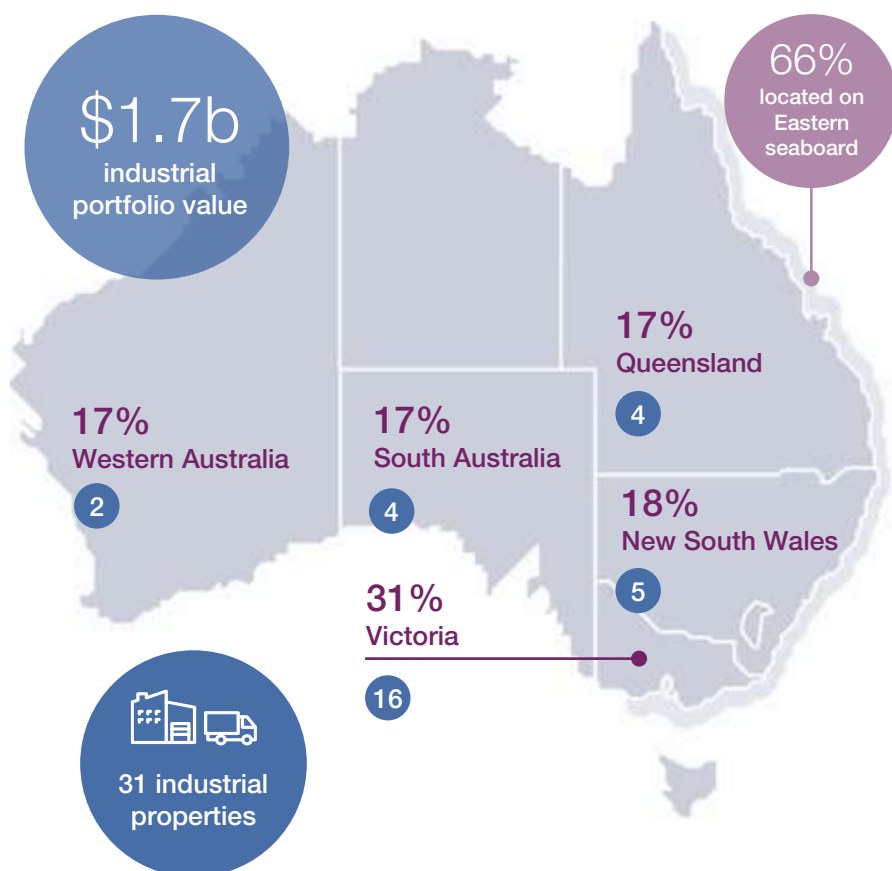 $1.7b
industrial
portfolio value
66%
located on
Eastern
seaboard
17%
Queensland
4
17%
Western Australia
2
17%
South Australia
4
18%
New South Wales
5
31%
Victoria
16
31 industrial
properties